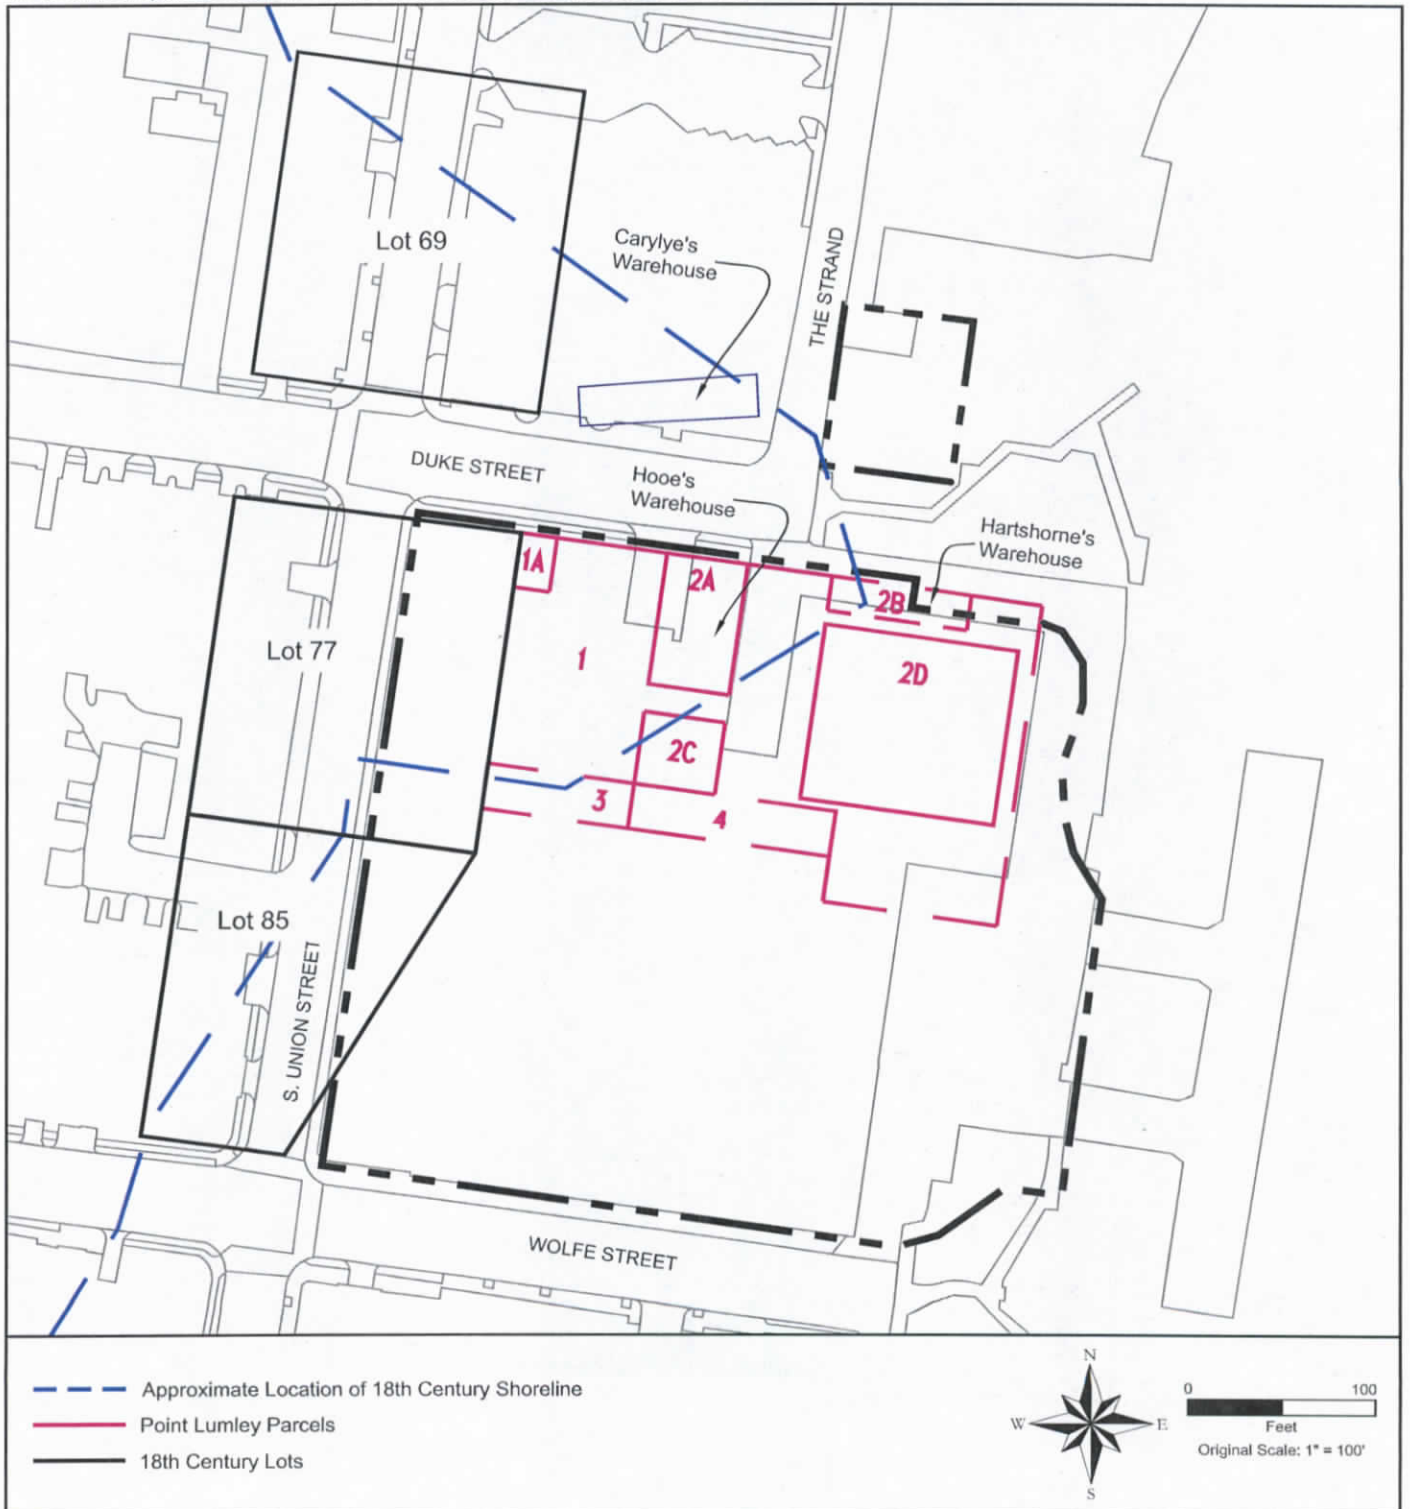 Lot 69
Carylye's
Warehouse
THE STRAND
DUKE STREET
Hooe's
Warehouse
Hartshorne's
Warehouse
1A
2A
2B
Lot 77
1
2D
2C
3
4
Lot 85
S. UNION STREET
WOLFE STREET
Approximate Location of 18th Century Shoreline
Point Lumley Parcels
18th Century Lots
N
W
E
S
0 100
Feet
Original Scale: 1" = 100'